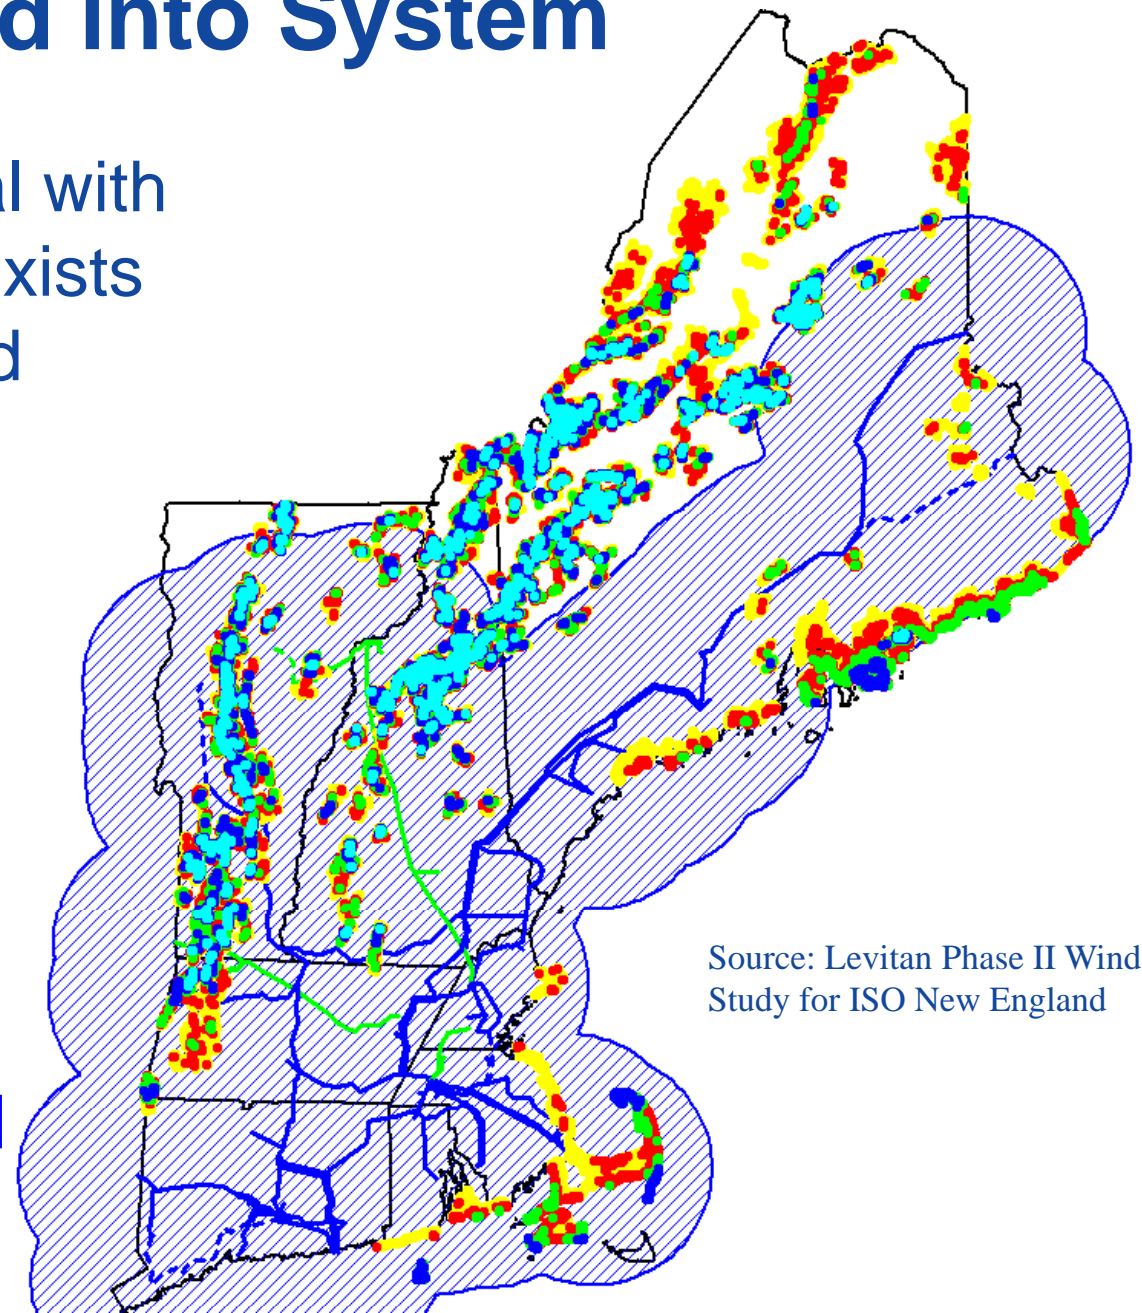 d into System
al with
xists
d
Source: Levitan Phase II Wind
Study for ISO New England